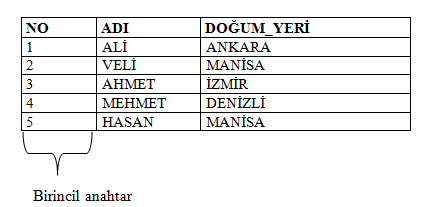 NO ADI DOĞUM_YERİ
1 ALİ ANKARA
2 VELİ MANİSA
3 AHMET İZMİR
4 MEHMET DENİZLİ
5 HASAN MANİSA
Birincil anahtar